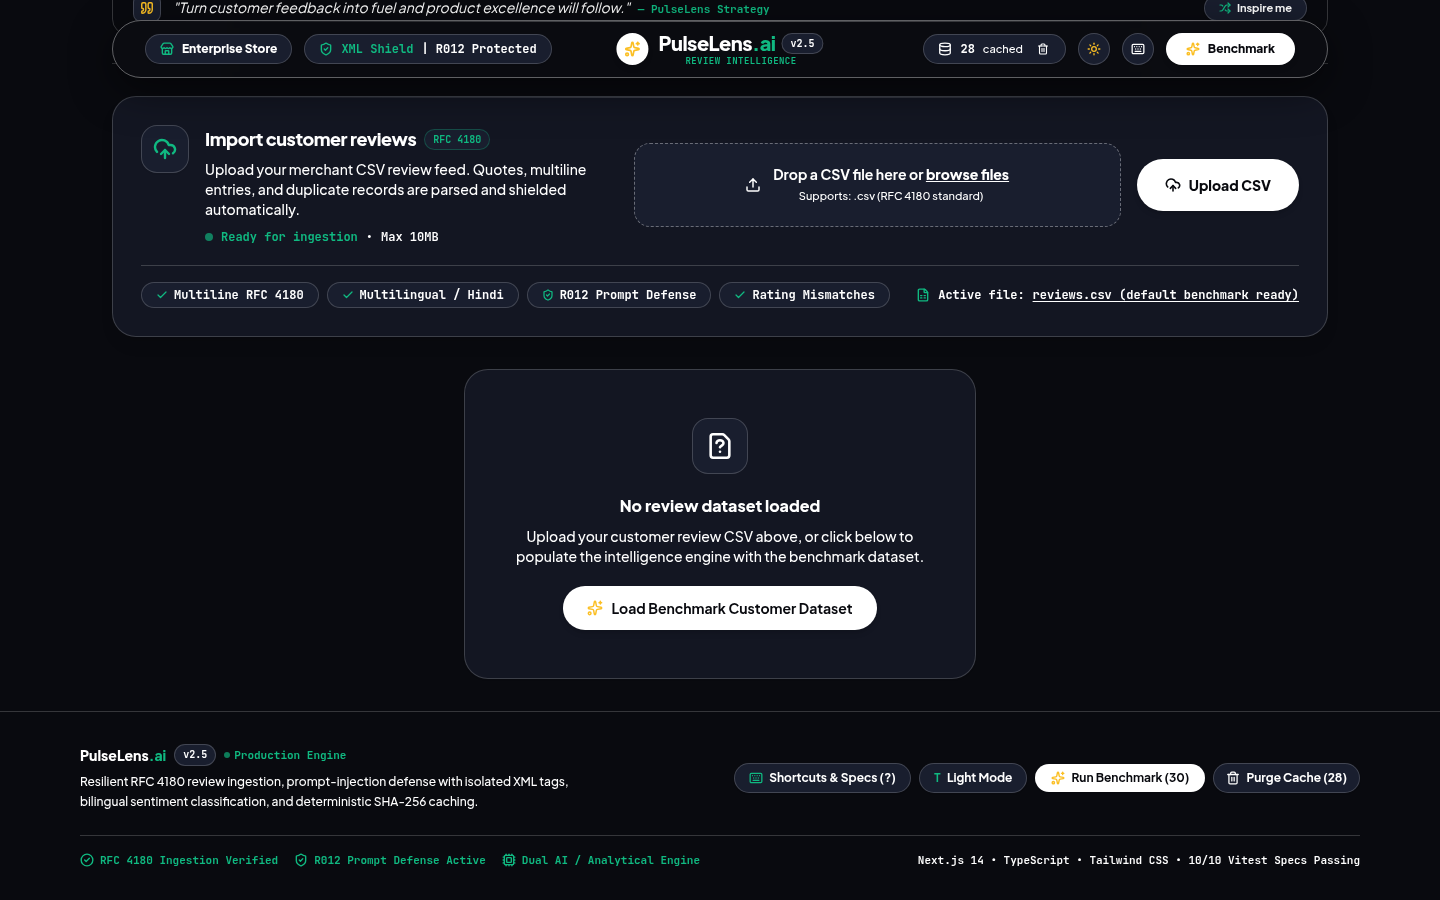 "Turn customer feedback into fuel and product excellence will follow." — PulseLens Strategy
Inspire me
Enterprise Store
XML Shield | R012 Protected
PulseLens.ai v2.5
REVIEW INTELLIGENCE
28 cached
Benchmark
Import customer reviews RFC 4180
Upload your merchant CSV review feed. Quotes, multiline
entries, and duplicate records are parsed and shielded
automatically.
Ready for ingestion • Max 10MB
Drop a CSV file here or browse files
Supports: .csv (RFC 4180 standard)
Upload CSV
Multiline RFC 4180
Multilingual / Hindi
R012 Prompt Defense
Rating Mismatches
Active file: reviews.csv (default benchmark ready)
No review dataset loaded
Upload your customer review CSV above, or click below to
populate the intelligence engine with the benchmark dataset.
Load Benchmark Customer Dataset
PulseLens.ai v2.5 Production Engine
Resilient RFC 4180 review ingestion, prompt-injection defense with isolated XML tags,
bilingual sentiment classification, and deterministic SHA-256 caching.
Shortcuts & Specs (?)
T Light Mode
Run Benchmark (30)
Purge Cache (28)
RFC 4180 Ingestion Verified
R012 Prompt Defense Active
Dual AI / Analytical Engine
Next.js 14 • TypeScript • Tailwind CSS • 10/10 Vitest Specs Passing